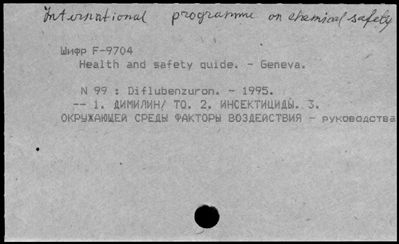 International programme on chemical safety
Шифр F-9704
Health and safety guide. - Geneva.
N 99 : Diflubenzuron. - 1995.
-- 1. ДИМИЛИН/ ТО. 2. ИНСЕКТИЦИДЫ. 3.
ОКРУЖАЮЩЕЙ СРЕДЫ ФАКТОРЫ ВОЗДЕЙСТВИЯ - руководства